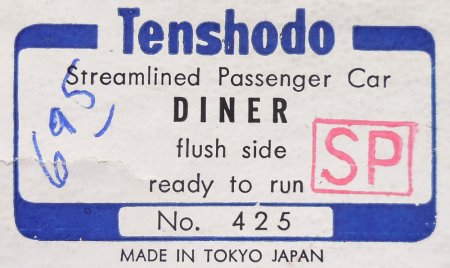 Tenshodo
Streamlined Passenger Car
DINER
flush side
ready to run
SP
No. 425
MADE IN TOKYO JAPAN
695